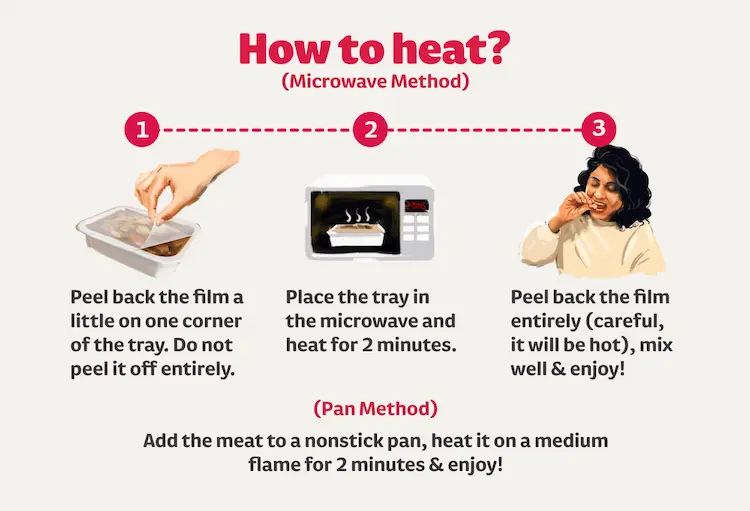 How to heat?
(Microwave Method)
1
2
3
Peel back the film a
little on one corner
of the tray. Do not
peel it off entirely.
Place the tray in
the microwave and
heat for 2 minutes.
Peel back the film
entirely (careful,
it will be hot), mix
well & enjoy!
(Pan Method)
Add the meat to a nonstick pan, heat it on a medium
flame for 2 minutes & enjoy!